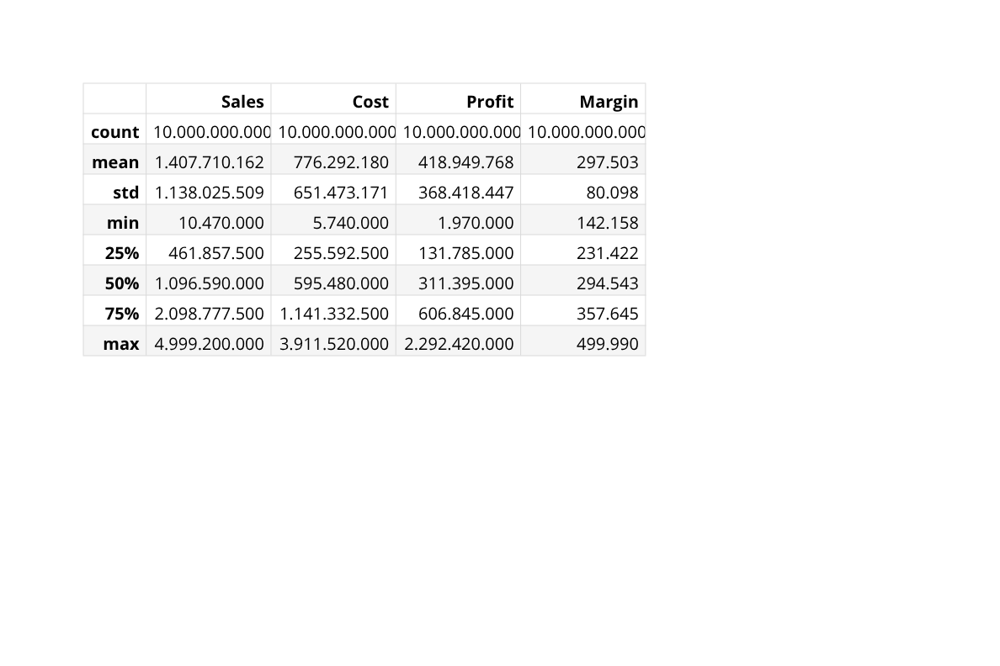 Sales Cost Profit Margin
count 10.000.000.000 10.000.000.000 10.000.000.000 10.000.000.000
mean 1.407.710.162 776.292.180 418.949.768 297.503
std 1.138.025.509 651.473.171 368.418.447 80.098
min 10.470.000 5.740.000 1.970.000 142.158
25% 461.857.500 255.592.500 131.785.000 231.422
50% 1.096.590.000 595.480.000 311.395.000 294.543
75% 2.098.777.500 1.141.332.500 606.845.000 357.645
max 4.999.200.000 3.911.520.000 2.292.420.000 499.990